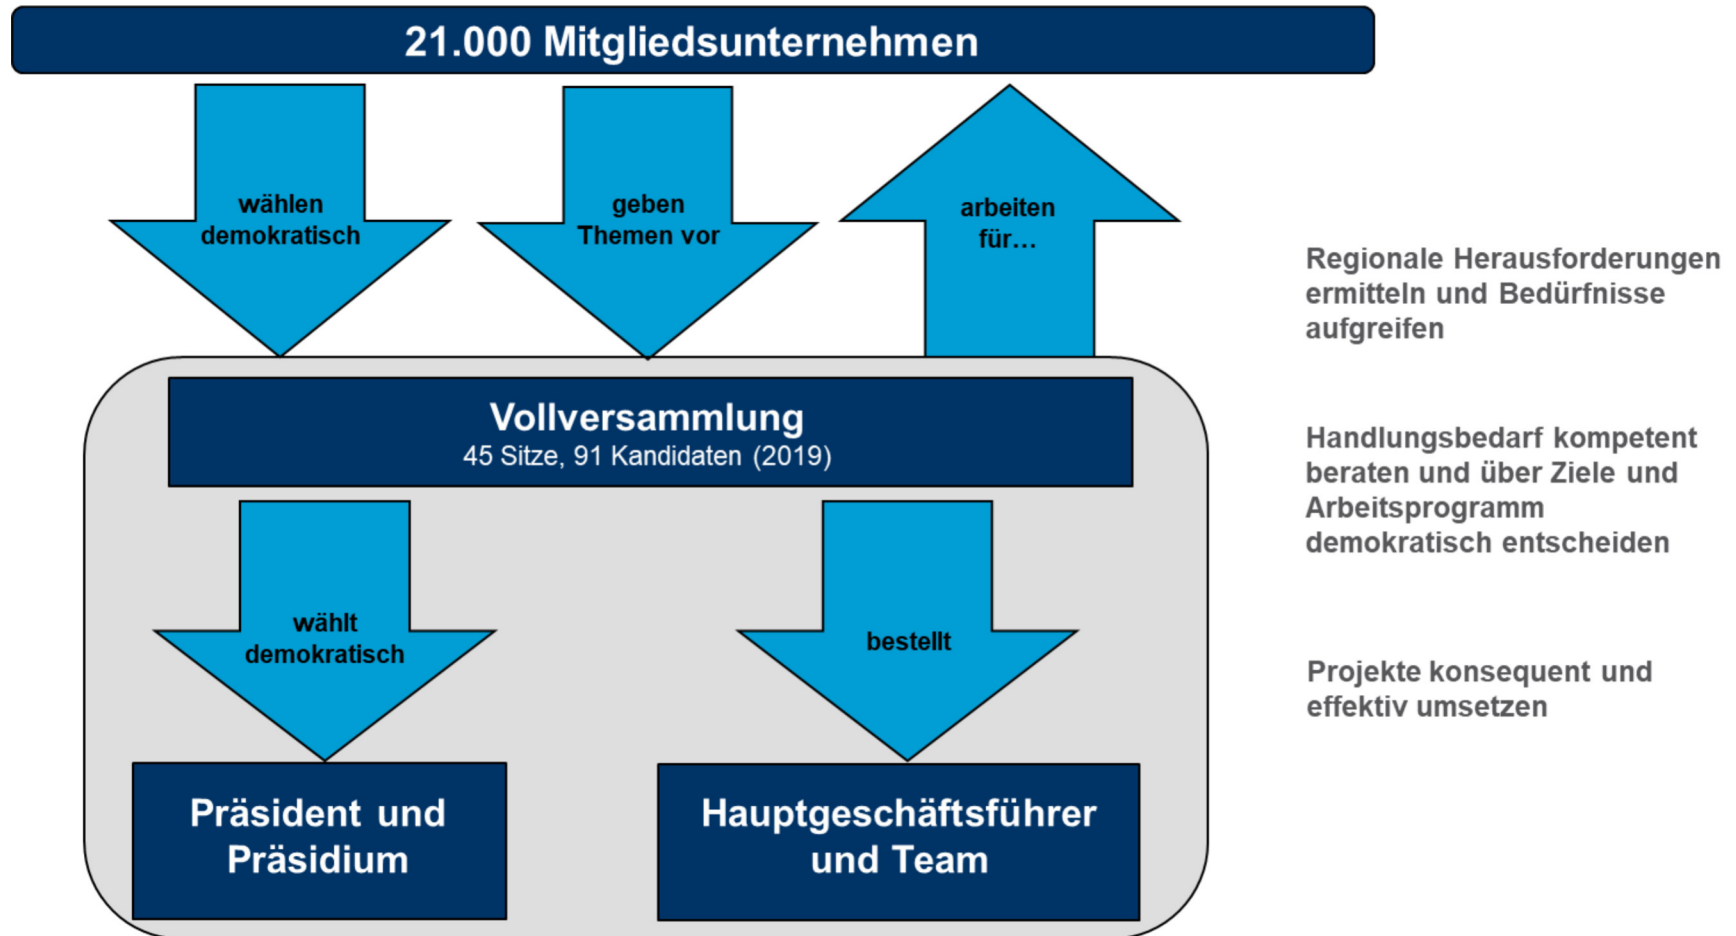 21.000 Mitgliedsunternehmen
wählen
demokratisch
geben
Themen vor
arbeiten
für...
Regionale Herausforderungen
ermitteln und Bedürfnisse
aufgreifen
Vollversammlung
45 Sitze, 91 Kandidaten (2019)
Handlungsbedarf kompetent
beraten und über Ziele und
Arbeitsprogramm
demokratisch entscheiden
wählt
demokratisch
bestellt
Projekte konsequent und
effektiv umsetzen
Präsident und
Präsidium
Hauptgeschäftsführer
und Team